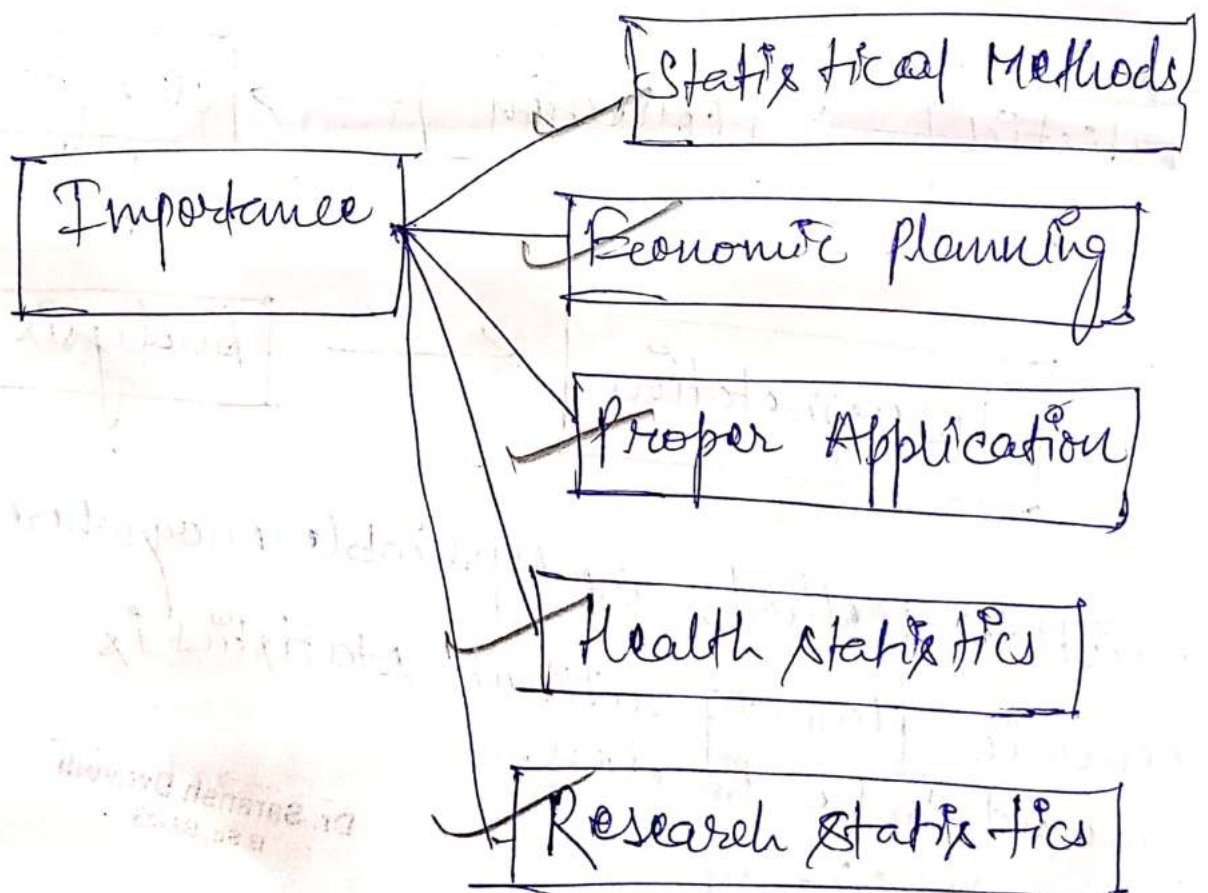 Statistical Methods
Importance
Economic Planning
Proper Application
Health Statistics
Research Statistics